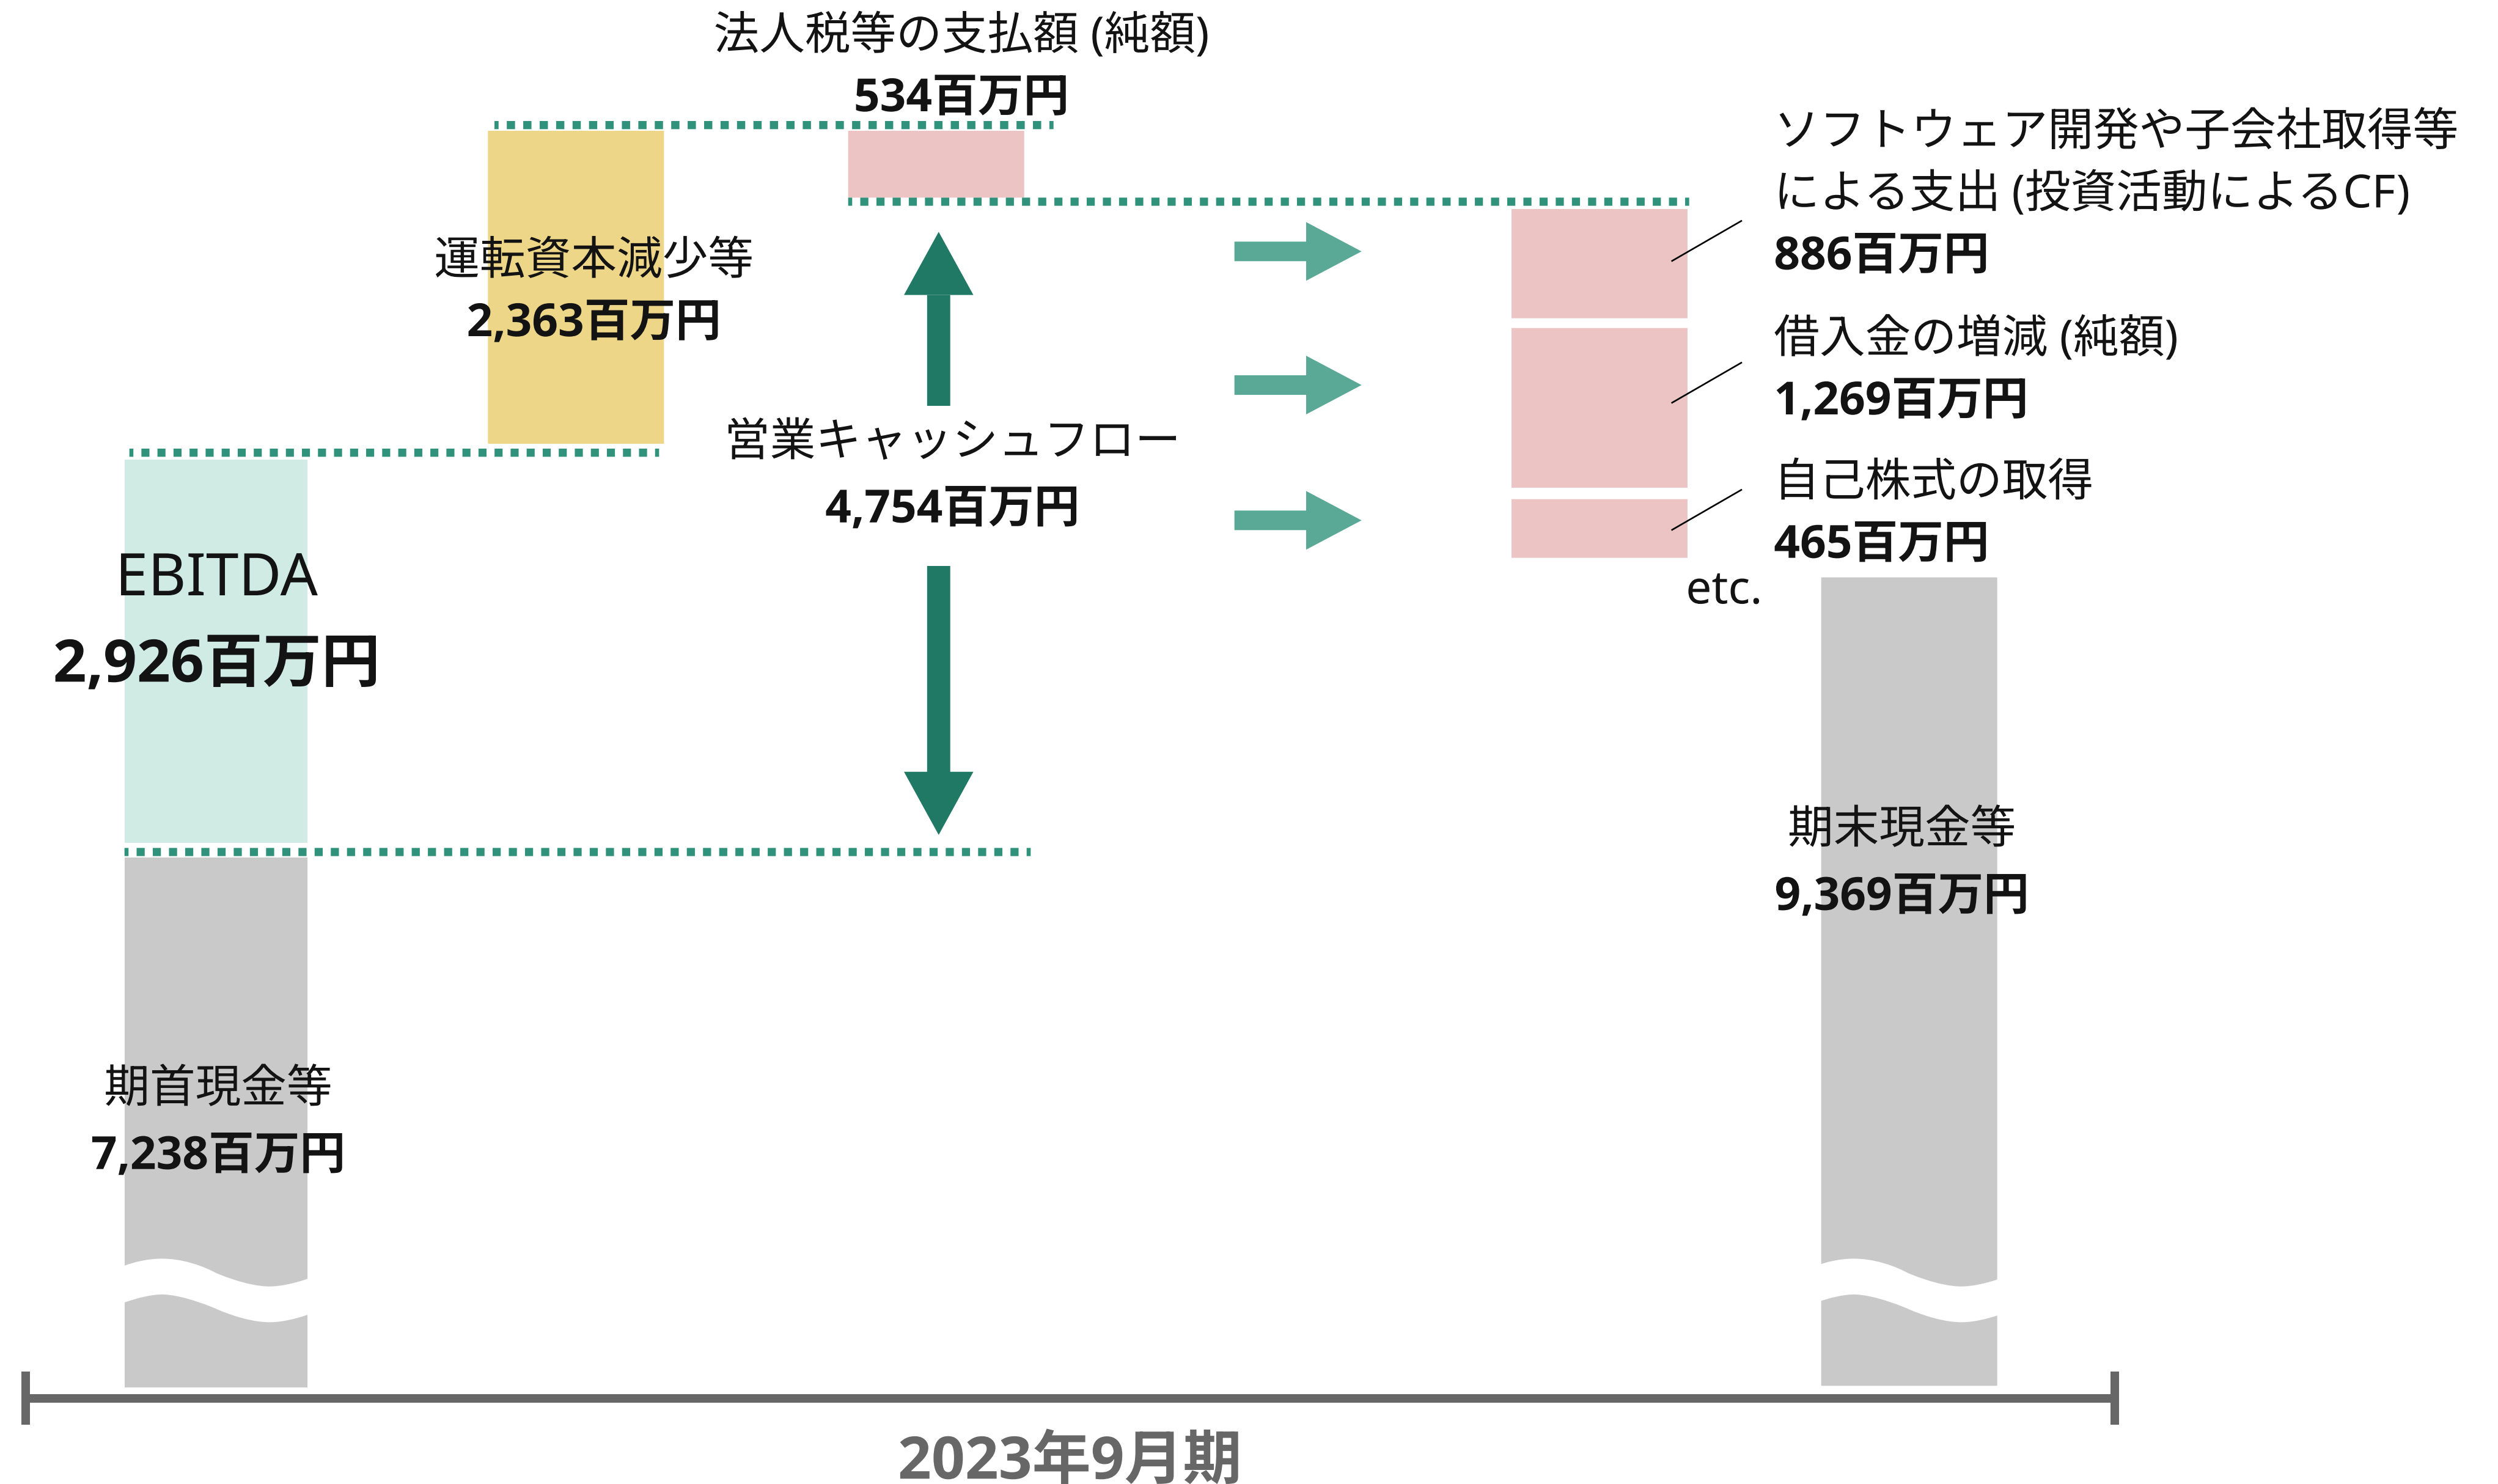 法人税等の支払額 (純額)
534百万円
ソフトウェア開発や子会社取得等
による支出 (投資活動によるCF)
886百万円
運転資本減少等
2,363百万円
借入金の増減 (純額)
1,269百万円
営業キャッシュフロー
4,754百万円
自己株式の取得
465百万円
etc.
EBITDA
2,926百万円
期末現金等
9,369百万円
期首現金等
7,238百万円
2023年9月期